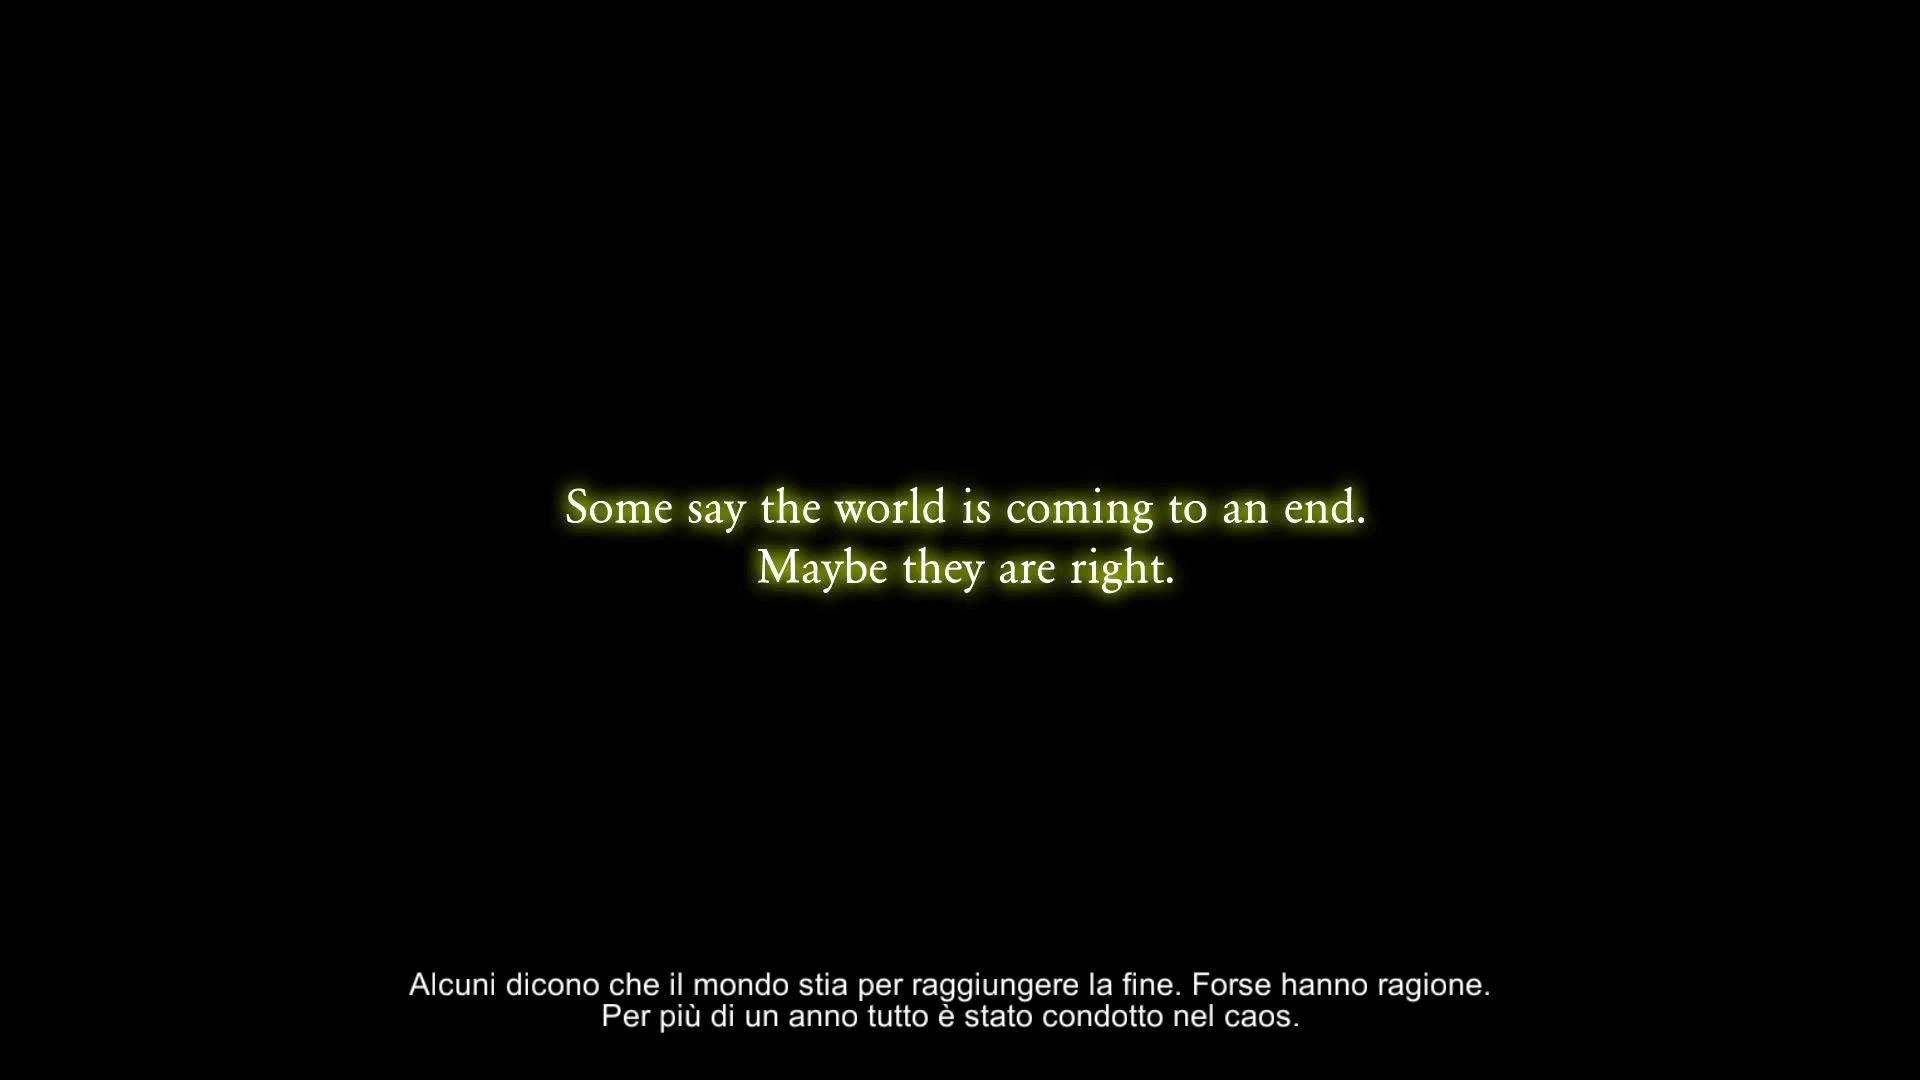 Some say the world is coming to an end.
Maybe they are right.
Alcuni dicono che il mondo stia per raggiungere la fine. Forse hanno ragione.
Per più di un anno tutto è stato condotto nel caos.